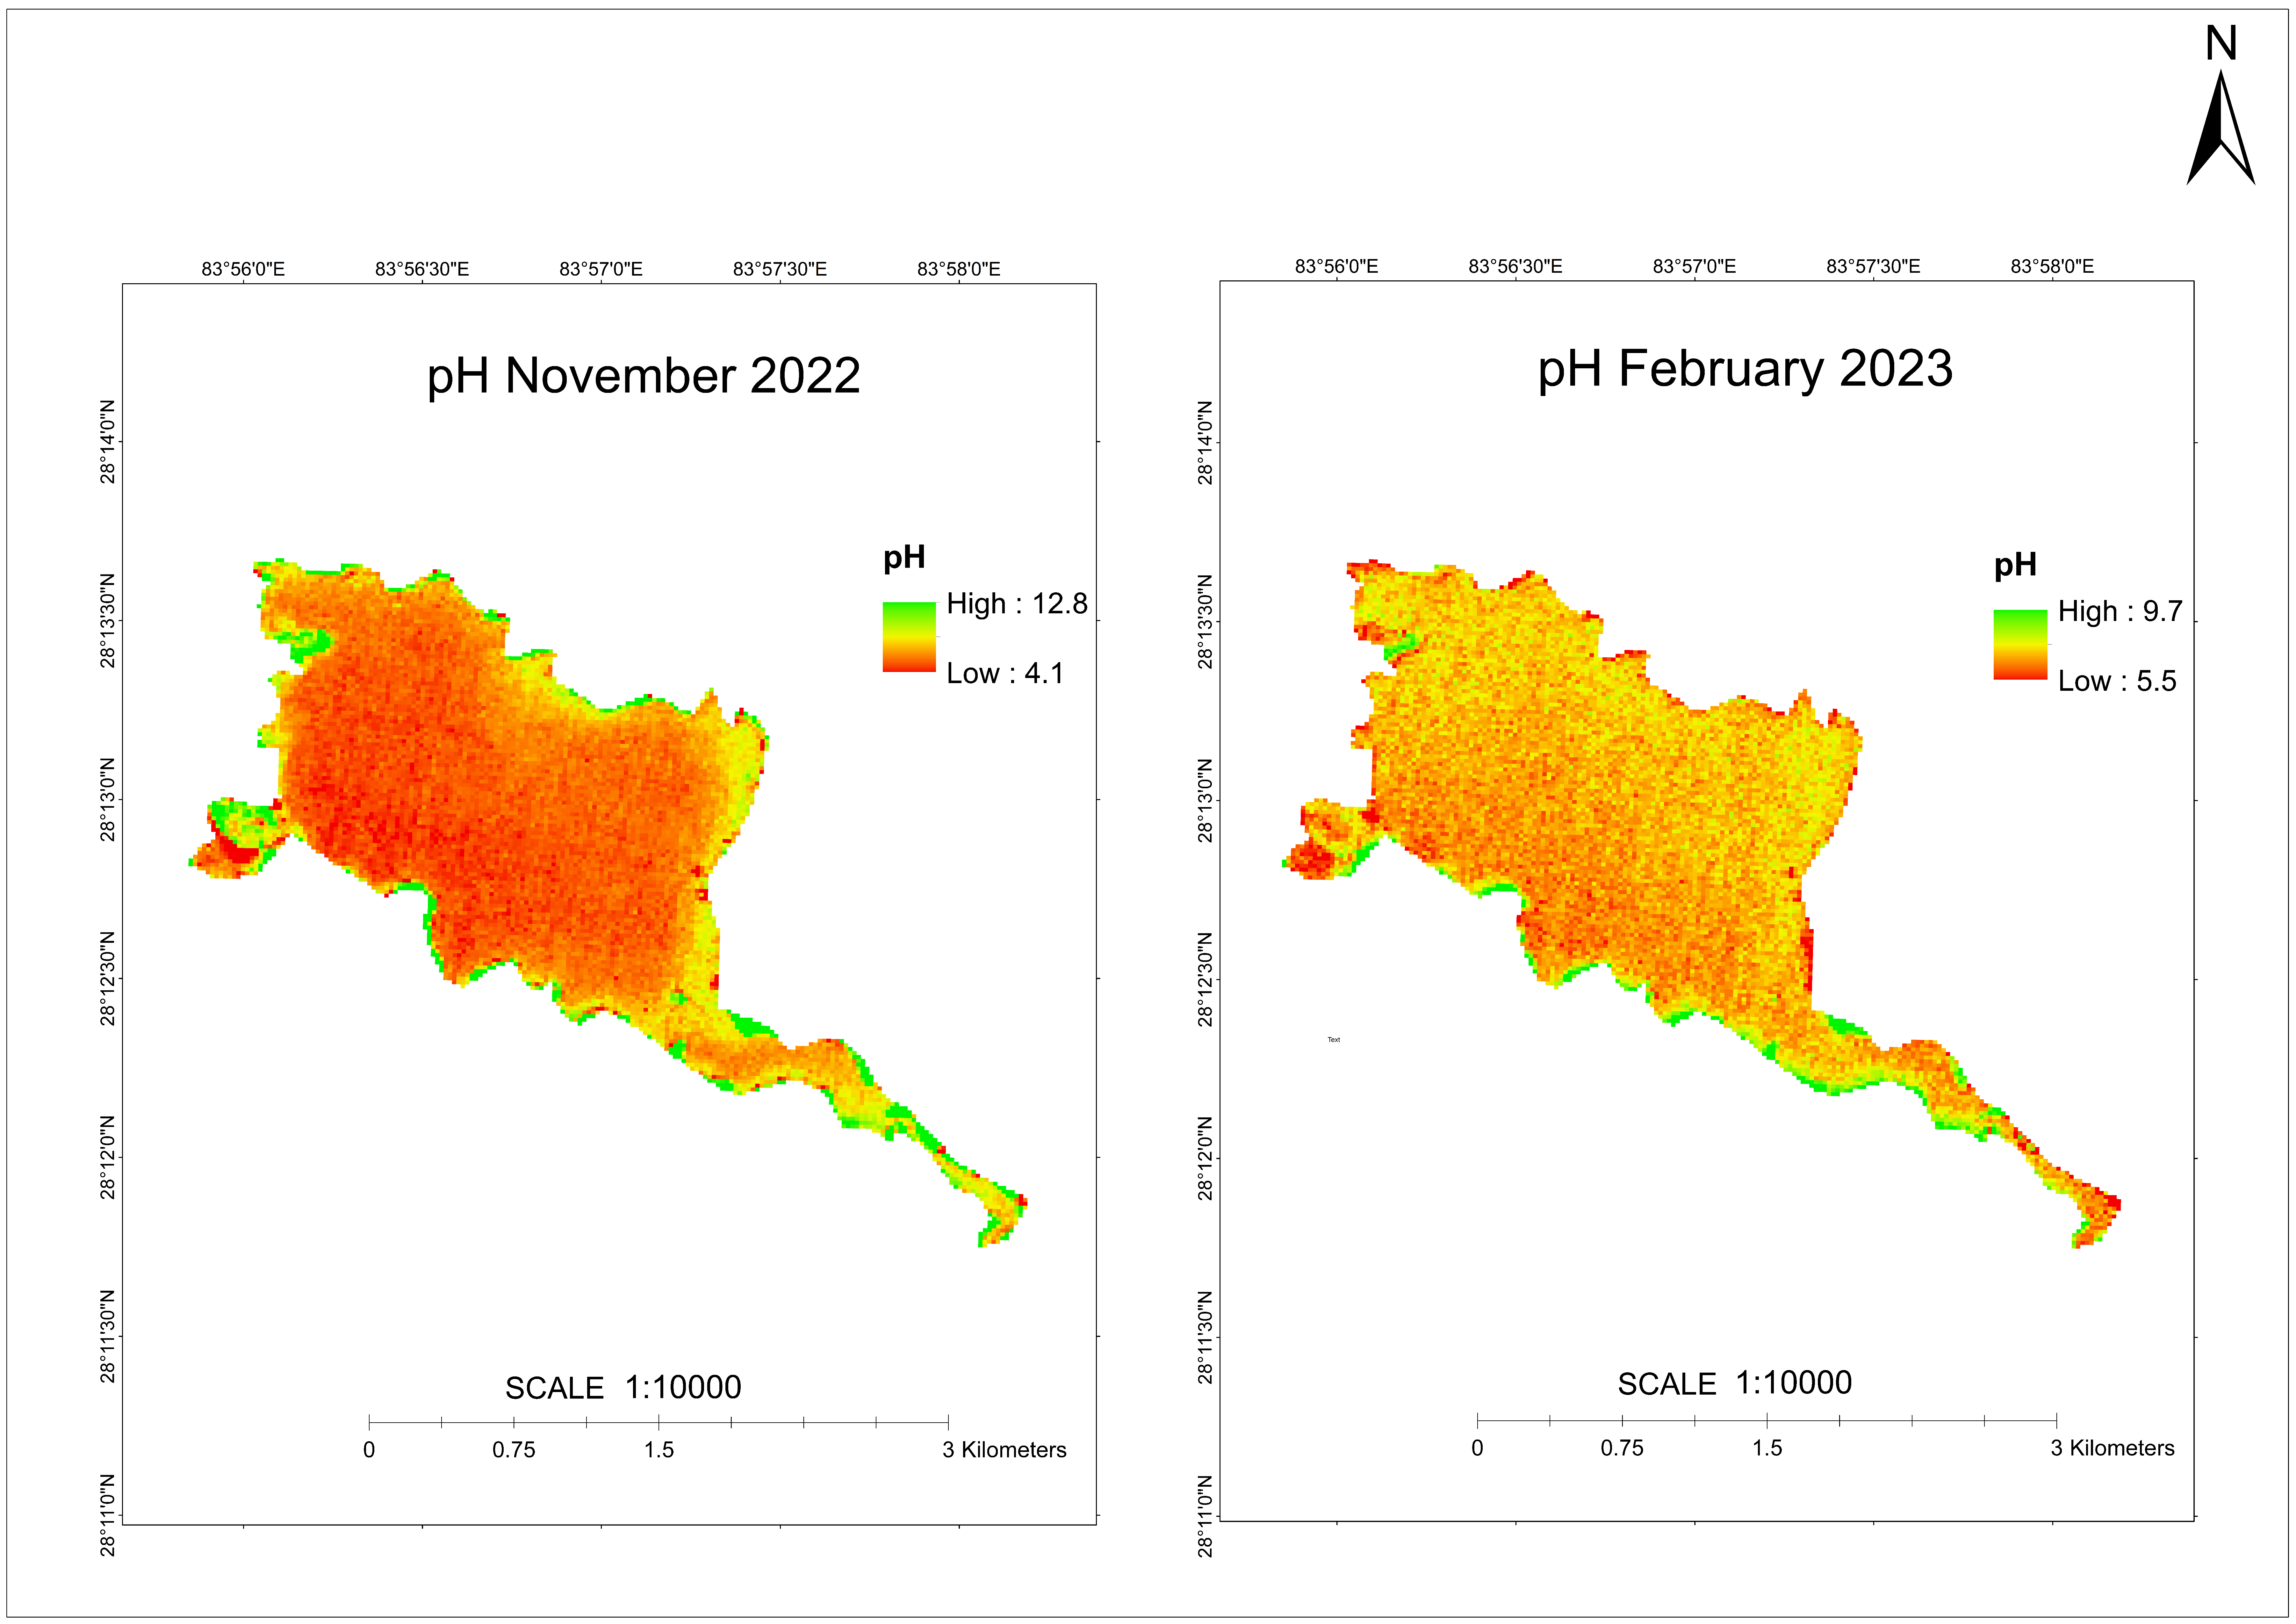 N
83°56'0"E 83°56'30"E 83°57'0"E 83°57'30"E 83°58'0"E
pH November 2022
28°14'0"N
28°13'30"N
28°13'0"N
28°12'30"N
28°12'0"N
28°11'30"N
28°11'0"N
pH
High : 12.8
Low : 4.1
SCALE 1:10000
0 0.75 1.5 3 Kilometers
83°56'0"E 83°56'30"E 83°57'0"E 83°57'30"E 83°58'0"E
pH February 2023
28°14'0"N
28°13'30"N
28°13'0"N
28°12'30"N
28°12'0"N
28°11'30"N
28°11'0"N
pH
High : 9.7
Low : 5.5
Text
SCALE 1:10000
0 0.75 1.5 3 Kilometers